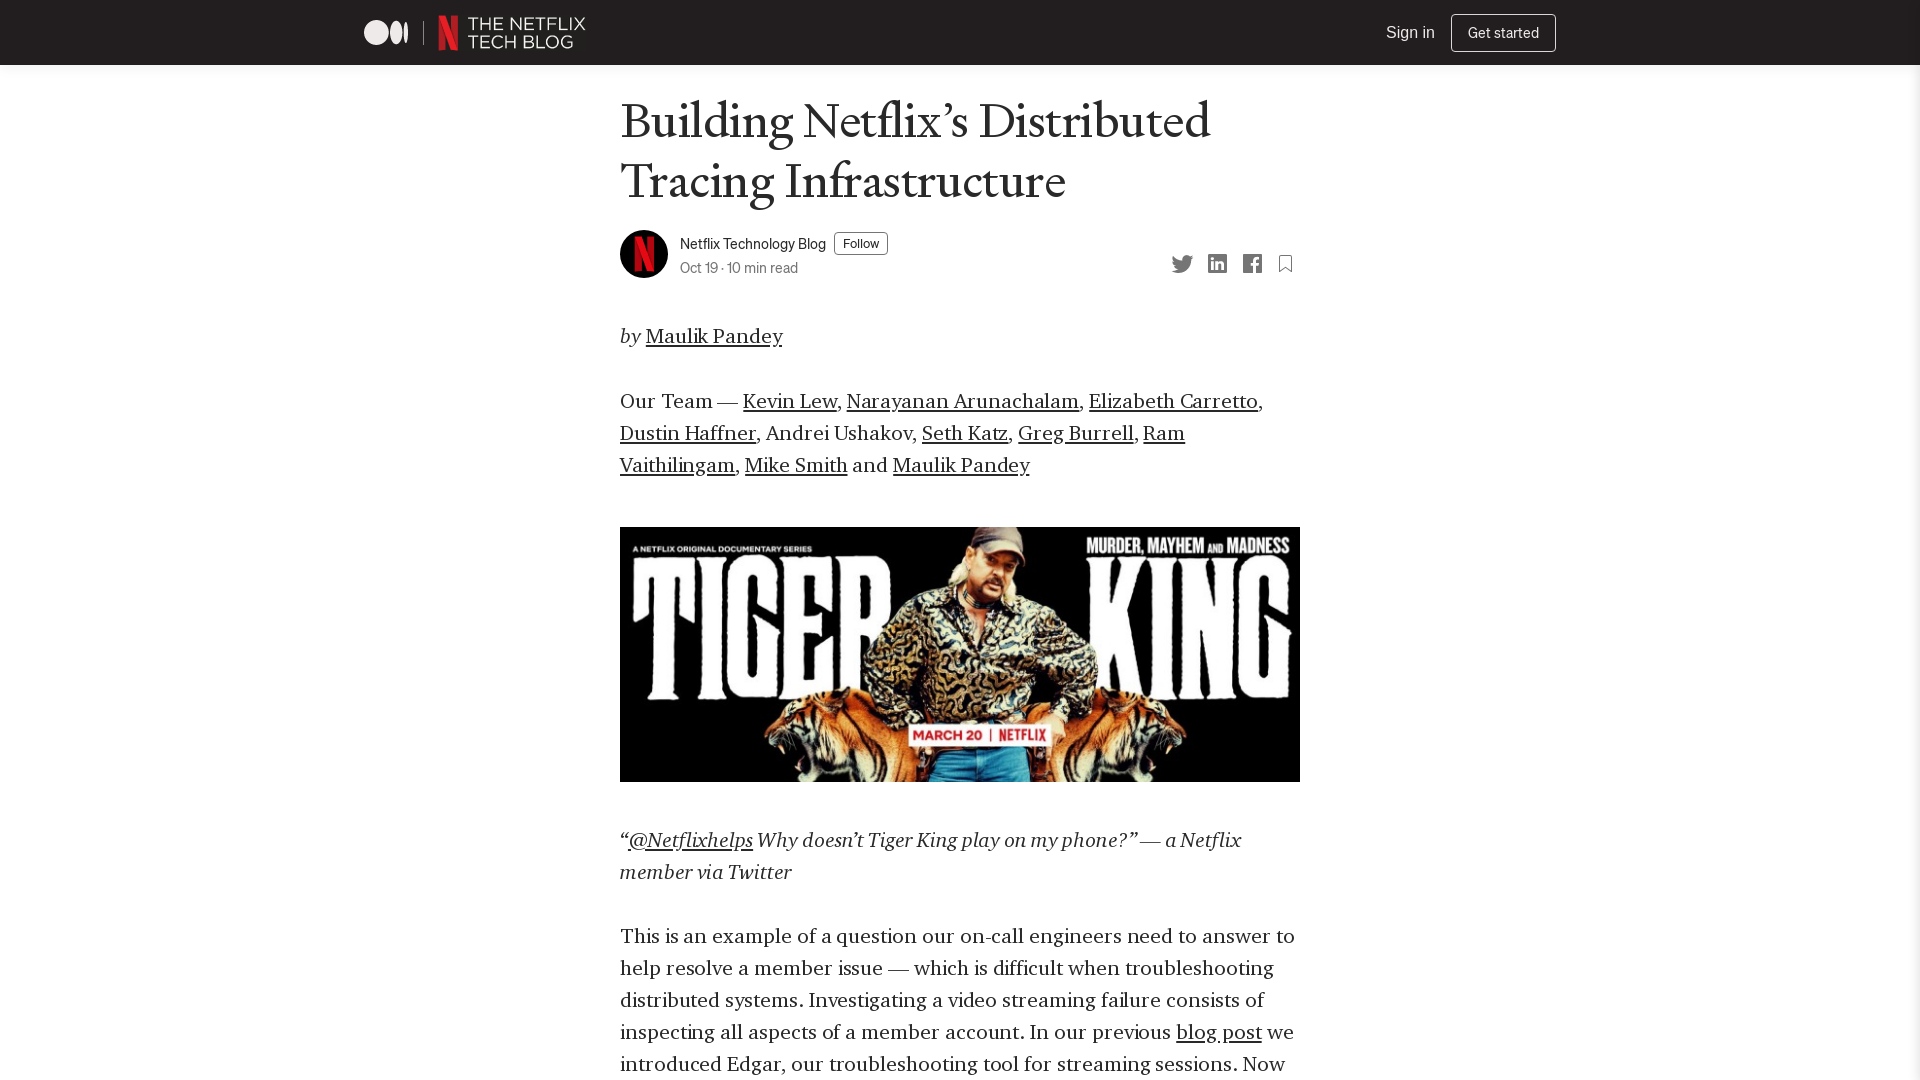 THE NETFLIX
TECH BLOG
Sign in
Get started
Building Netflix’s Distributed
Tracing Infrastructure
Netflix Technology Blog
Follow
Oct 19 · 10 min read
by Maulik Pandey
Our Team — Kevin Lew, Narayanan Arunachalam, Elizabeth Carretto,
Dustin Haffner, Andrei Ushakov, Seth Katz, Greg Burrell, Ram
Vaithilingam, Mike Smith and Maulik Pandey
A NETFLIX ORIGINAL DOCUMENTARY SERIES
MURDER, MAYHEM AND MADNESS
TIGER KING
MARCH 20 | NETFLIX
“@Netflixhelps Why doesn’t Tiger King play on my phone?” — a Netflix
member via Twitter
This is an example of a question our on-call engineers need to answer to
help resolve a member issue — which is difficult when troubleshooting
distributed systems. Investigating a video streaming failure consists of
inspecting all aspects of a member account. In our previous blog post we
introduced Edgar, our troubleshooting tool for streaming sessions. Now